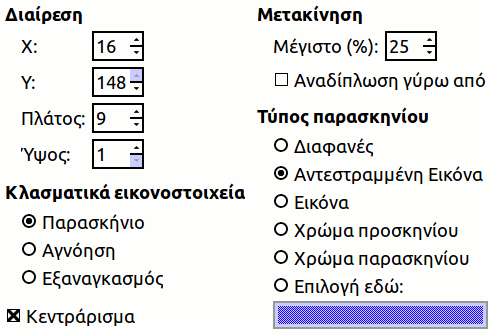 Διαίρεση
X: 16
Y: 148
Πλάτος: 9
Ύψος: 1
Κλασματικά εικονοστοιχεία
Παρασκήνιο
Αγνόηση
Εξαναγκασμός
Κεντράρισμα
Μετακίνηση
Μέγιστο (%): 25
Αναδίπλωση γύρω από
Τύπος παρασκηνίου
Διαφανές
Αντεστραμμένη Εικόνα
Εικόνα
Χρώμα προσκηνίου
Χρώμα παρασκηνίου
Επιλογή εδώ: